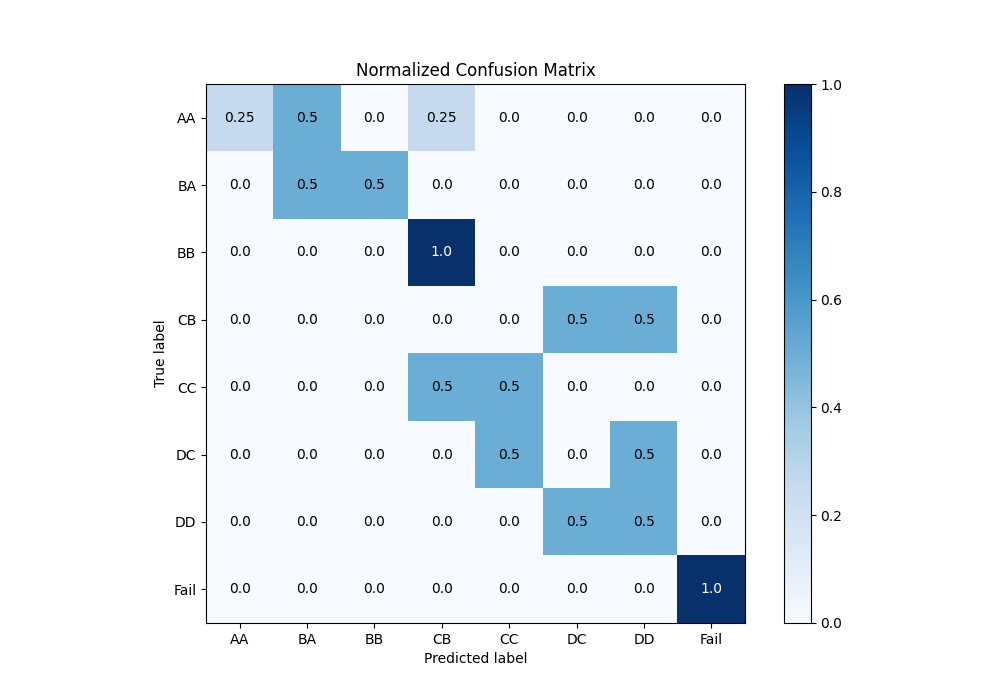 Normalized Confusion Matrix
True label
AA 0.25 0.5 0.0 0.25 0.0 0.0 0.0 0.0
BA 0.0 0.5 0.5 0.0 0.0 0.0 0.0 0.0
BB 0.0 0.0 0.0 1.0 0.0 0.0 0.0 0.0
CB 0.0 0.0 0.0 0.0 0.0 0.5 0.5 0.0
CC 0.0 0.0 0.0 0.5 0.5 0.0 0.0 0.0
DC 0.0 0.0 0.0 0.0 0.5 0.0 0.5 0.0
DD 0.0 0.0 0.0 0.0 0.0 0.5 0.5 0.0
Fail 0.0 0.0 0.0 0.0 0.0 0.0 0.0 1.0
AA BA BB CB CC DC DD Fail
Predicted label
1.0
0.8
0.6
0.4
0.2
0.0